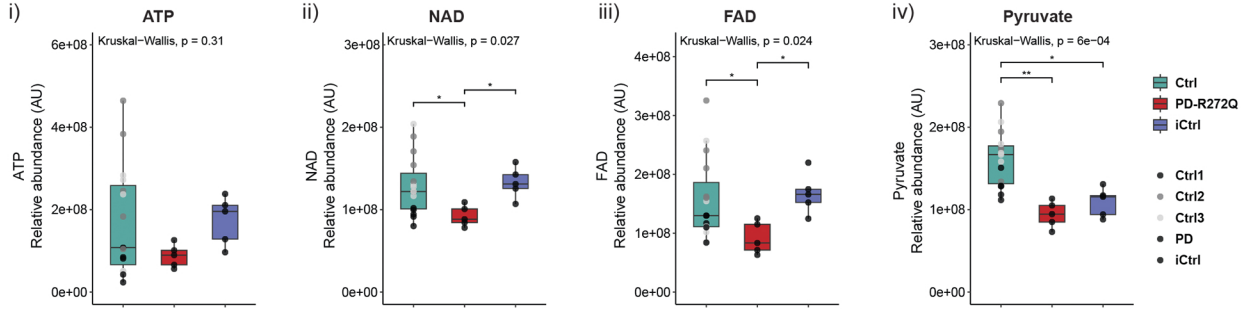 i)
ATP
Kruskal-Wallis, p = 0.31
6e+08
4e+08
2e+08
0e+00
ATP
Relative abundance (AU)
ii)
NAD
Kruskal-Wallis, p = 0.027
3e+08
2e+08
1e+08
0e+00
NAD
Relative abundance (AU)
*
*
iii)
FAD
Kruskal-Wallis, p = 0.024
4e+08
3e+08
2e+08
1e+08
0e+00
FAD
Relative abundance (AU)
*
*
iv)
Pyruvate
Kruskal-Wallis, p = 6e-04
3e+08
2e+08
1e+08
0e+00
Pyruvate
Relative abundance (AU)
*
**
Ctrl
PD-R272Q
iCtrl
Ctrl1
Ctrl2
Ctrl3
PD
iCtrl